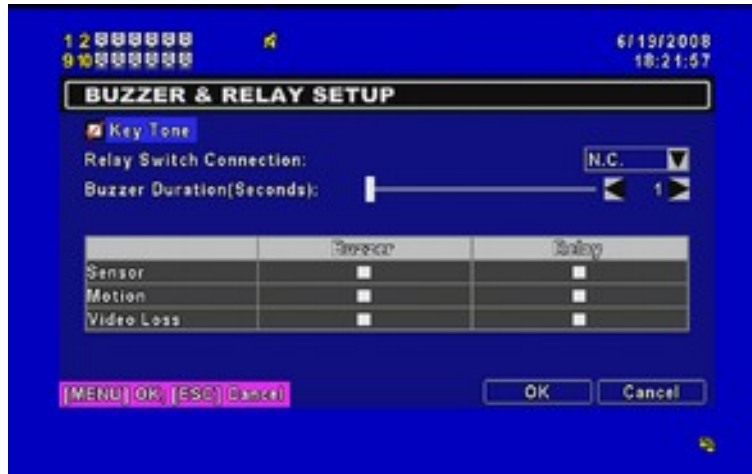 1 2
6/19/2008
9 10
18:21:57
BUZZER & RELAY SETUP
Key Tone
Relay Switch Connection: N.C.
Buzzer Duration(Seconds): 1
Buzzer Relay
Sensor
Motion
Video Loss
[MENU] OK, [ESC] Cancel
OK Cancel